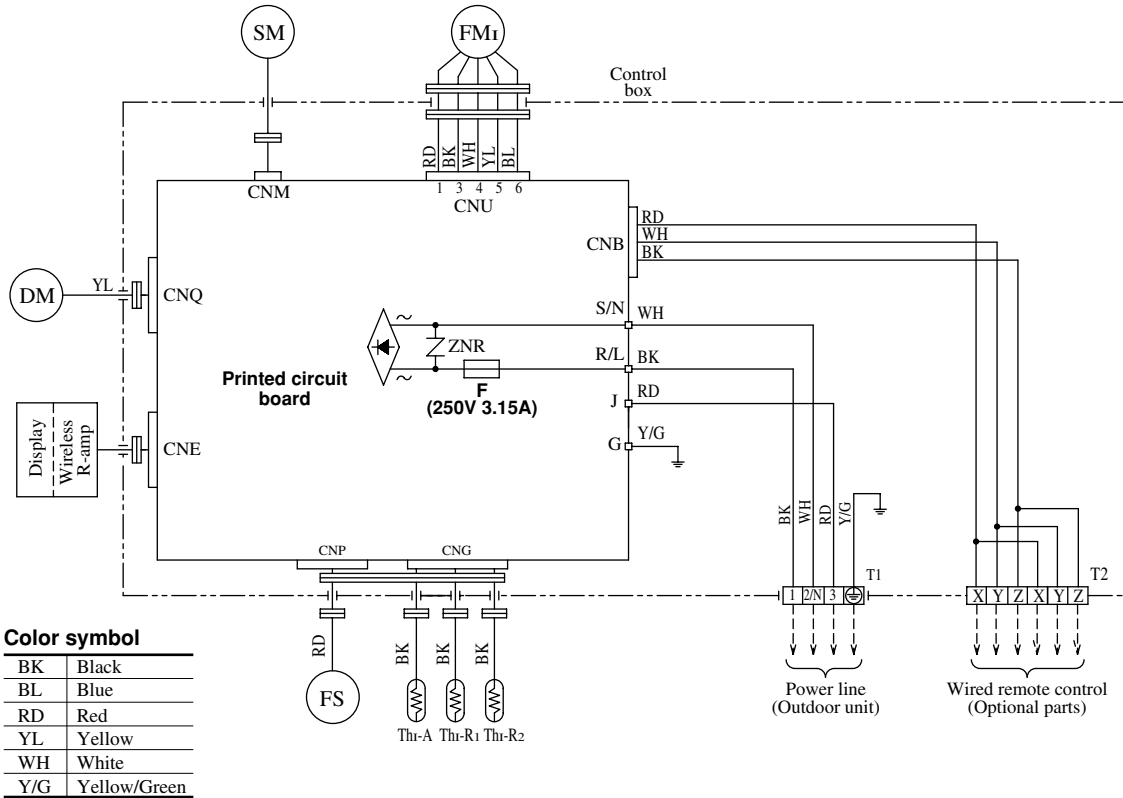 SM
FMI
Control
box
RD
BK
WH
YL
BL
1 3 4 5 6
CNM
CNU
RD
WH
BK
CNB
DM
YL
CNQ
S/N
WH
ZNR
R/L
BK
Printed circuit
board
F
(250V 3.15A)
J
RD
G
Y/G
Display
Wireless
R-amp
CNE
BK
WH
RD
Y/G
CNP
CNG
1 2/N 3
T1
X Y Z X Y Z
T2
RD
BK
BK
BK
FS
ThI-A ThI-R1 ThI-R2
Power line
(Outdoor unit)
Wired remote control
(Optional parts)
Color symbol
BK Black
BL Blue
RD Red
YL Yellow
WH White
Y/G Yellow/Green